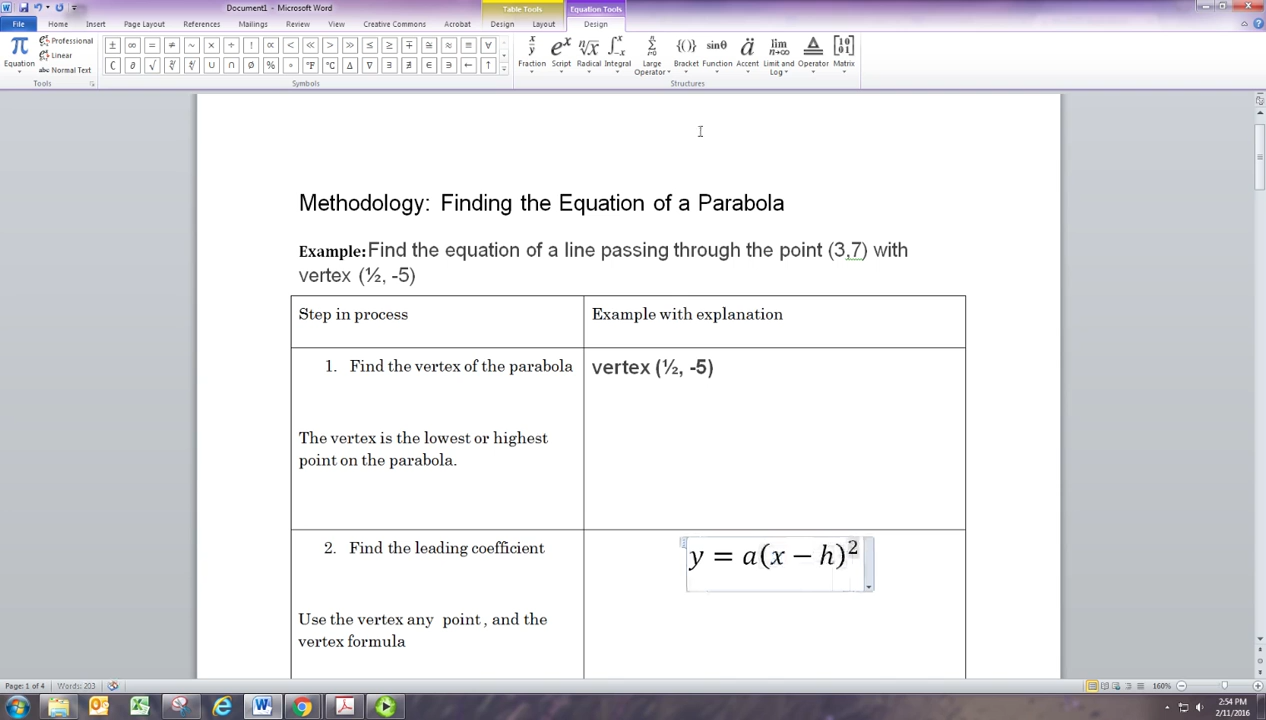 Document1 - Microsoft Word
Table Tools
Equation Tools
File Home Insert Page Layout References Mailings Review View Creative Commons Acrobat Design Layout Design
π Equation
Professional
Linear
abc Normal Text
± ∞ = ≠ ~ × ÷ ! ∝ < ≪ > ≫ ≤ ≥ ∓ ≅ ≈ ≡ ∀
∁ ∂ √ ∛ ∜ ∪ ∩ ∅ % ° °F °C ∆ ∇ ∃ ∄ ∈ ∋ ← ↑
Fraction Script Radical Integral Large Operator Bracket Function Accent Limit and Log Operator Matrix
Tools Symbols Structures
Methodology: Finding the Equation of a Parabola
Example: Find the equation of a line passing through the point (3,7) with
vertex (½, -5)
Step in process
Example with explanation
1. Find the vertex of the parabola
vertex (½, -5)
The vertex is the lowest or highest
point on the parabola.
2. Find the leading coefficient
y = a(x − h)²
Use the vertex any point , and the
vertex formula
Page: 1 of 4 Words: 203
160%
2:54 PM
2/11/2016